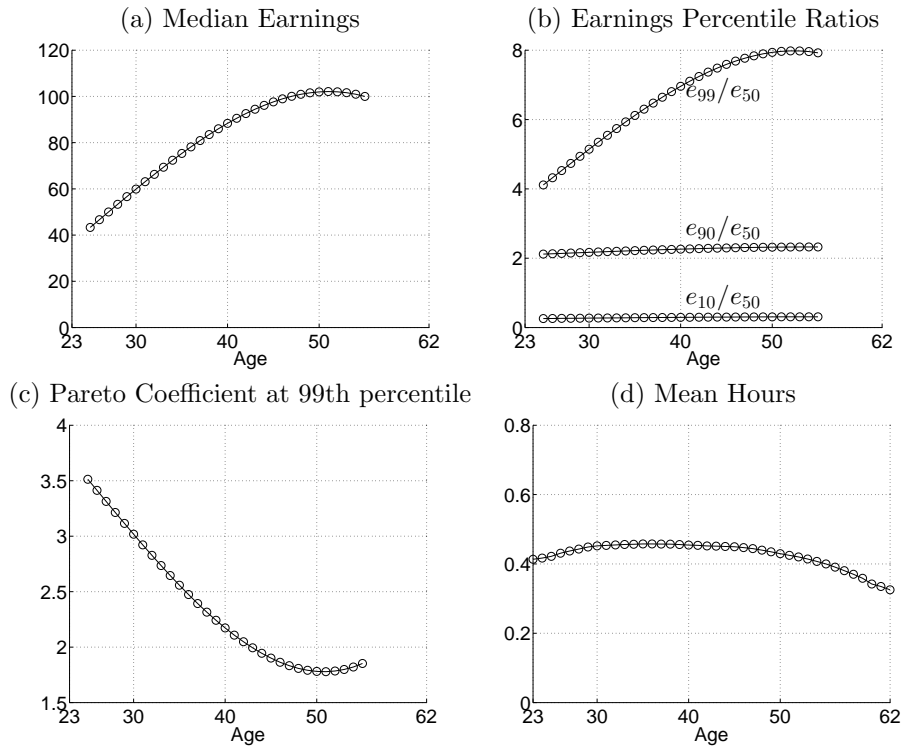 (a) Median Earnings
120
100
80
60
40
20
0
23 30 40 50 62
Age
(b) Earnings Percentile Ratios
8
6
4
2
0
e99/e50
e90/e50
e10/e50
23 30 40 50 62
Age
(c) Pareto Coefficient at 99th percentile
4
3.5
3
2.5
2
1.5
23 30 40 50 62
Age
(d) Mean Hours
0.8
0.6
0.4
0.2
0
23 30 40 50 62
Age